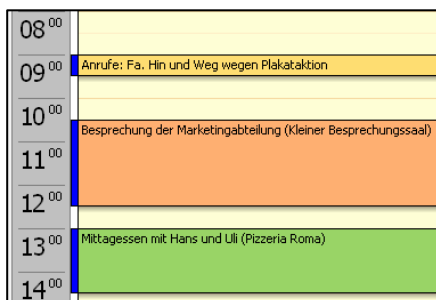 08 00
09 00
Anrufe: Fa. Hin und Weg wegen Plakataktion
10 00
Besprechung der Marketingabteilung (Kleiner Besprechungssaal)
11 00
12 00
13 00
Mittagessen mit Hans und Uli (Pizzeria Roma)
14 00